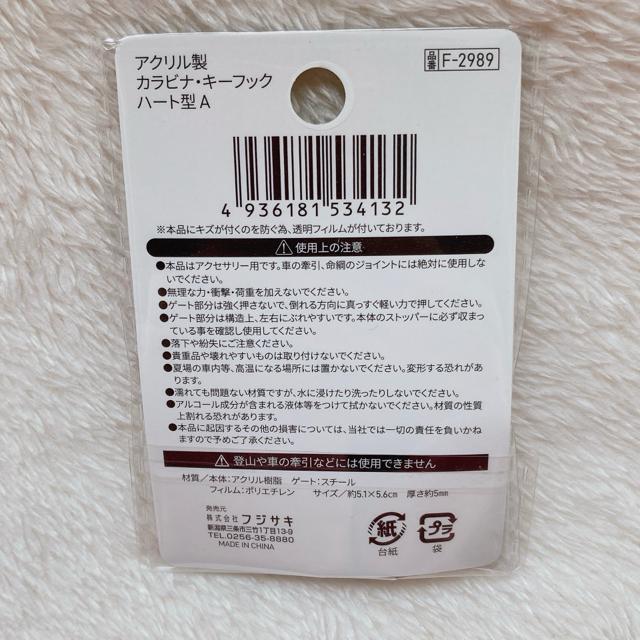 アクリル製
カラビナ・キーフック
ハート型 A
品番 F-2989
4 936181 534132
※本品にキズが付くのを防ぐ為、透明フィルムが付いております。
使用上の注意
●本品はアクセサリー用です。車の牽引、命綱のジョイントには絶対に使用しな
いでください。
●無理な力・衝撃・荷重を加えないでください。
●ゲート部分は強く押さないで、倒れる方向に真っすぐ軽い力で押してください。
●ゲート部分は構造上、左右にぶれやすいです。本体のストッパーに必ず収まっ
ている事を確認し使用してください。
●落下や紛失にご注意ください。
●貴重品や壊れやすいものは取り付けないでください。
●夏場の車内等、高温になる場所には置かないでください。変形する恐れがあ
ります。
●濡れても問題ない材質ですが、水に浸けたり洗ったりしないでください。
●アルコール成分が含まれる液体等をつけて拭かないでください。材質の性質
上割れる恐れがあります。
●本品に起因するその他の損害については、当社では一切の責任を負いかね
ますので予めご了承ください。
登山や車の牽引などには使用できません
材質／本体：アクリル樹脂 ゲート：スチール
フィルム：ポリエチレン サイズ／約5.1×5.6cm 厚さ約5mm
発売元
株式会社 フジサキ
新潟県三条市三竹1丁目13-9
TEL.0256-35-8880
MADE IN CHINA
紙
台紙
プラ
袋